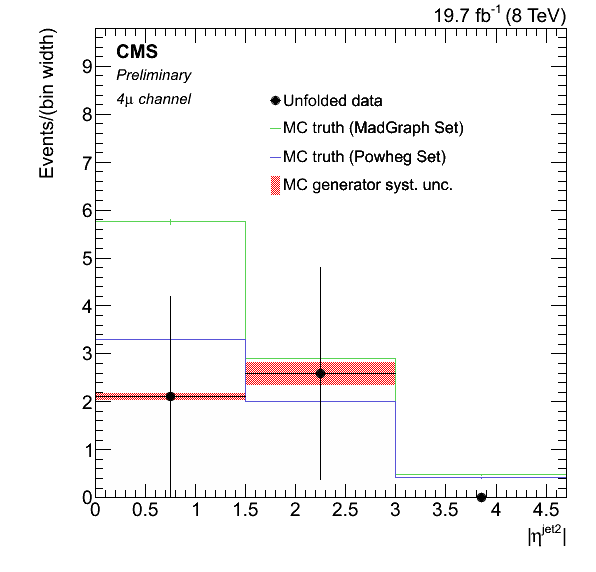 19.7 fb⁻¹ (8 TeV)
Events/(bin width)
CMS
Preliminary
4μ channel
Unfolded data
MC truth (MadGraph Set)
MC truth (Powheg Set)
MC generator syst. unc.
9
8
7
6
5
4
3
2
1
0
0 0.5 1 1.5 2 2.5 3 3.5 4 4.5
|η^jet2|